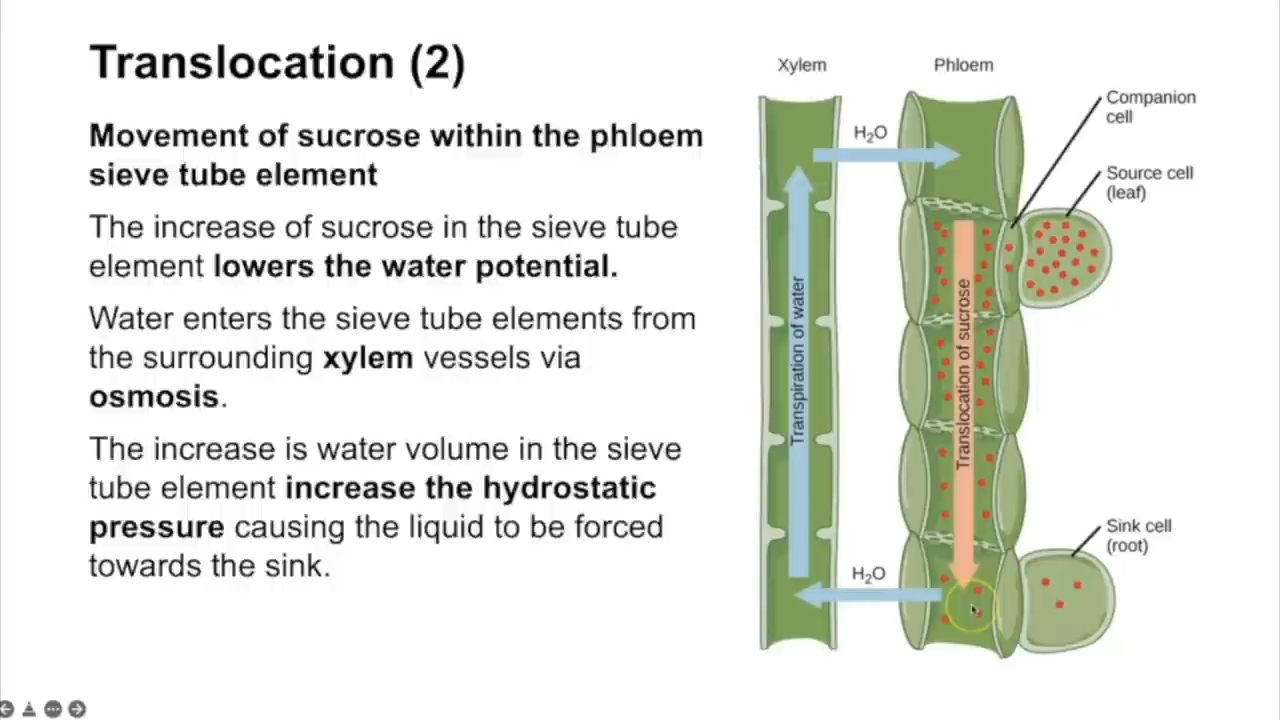 Translocation (2)
Movement of sucrose within the phloem
sieve tube element
The increase of sucrose in the sieve tube
element lowers the water potential.
Water enters the sieve tube elements from
the surrounding xylem vessels via
osmosis.
The increase is water volume in the sieve
tube element increase the hydrostatic
pressure causing the liquid to be forced
towards the sink.
Xylem
Phloem
Companion
cell
H₂O
Source cell
(leaf)
Transpiration of water
Translocation of sucrose
Sink cell
(root)
H₂O